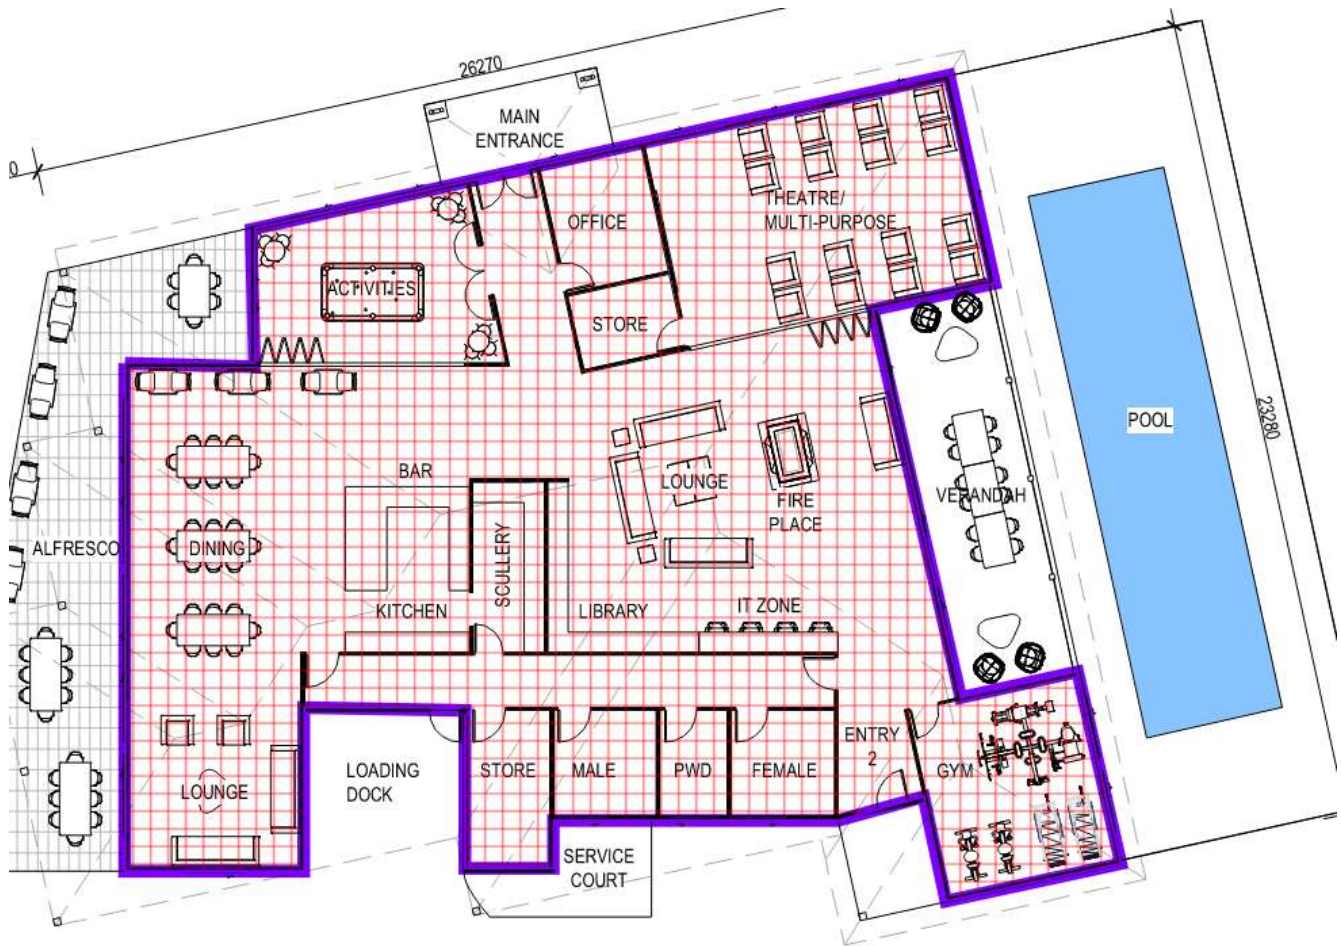 26270
0
MAIN
ENTRANCE
OFFICE
THEATRE/
MULTI-PURPOSE
ACTIVITIES
STORE
23280
POOL
BAR
LOUNGE
FIRE
PLACE
VERANDAH
ALFRESCO
DINING
SCULLERY
KITCHEN
LIBRARY
IT ZONE
ENTRY
2
LOUNGE
LOADING
DOCK
STORE
MALE
PWD
FEMALE
GYM
SERVICE
COURT